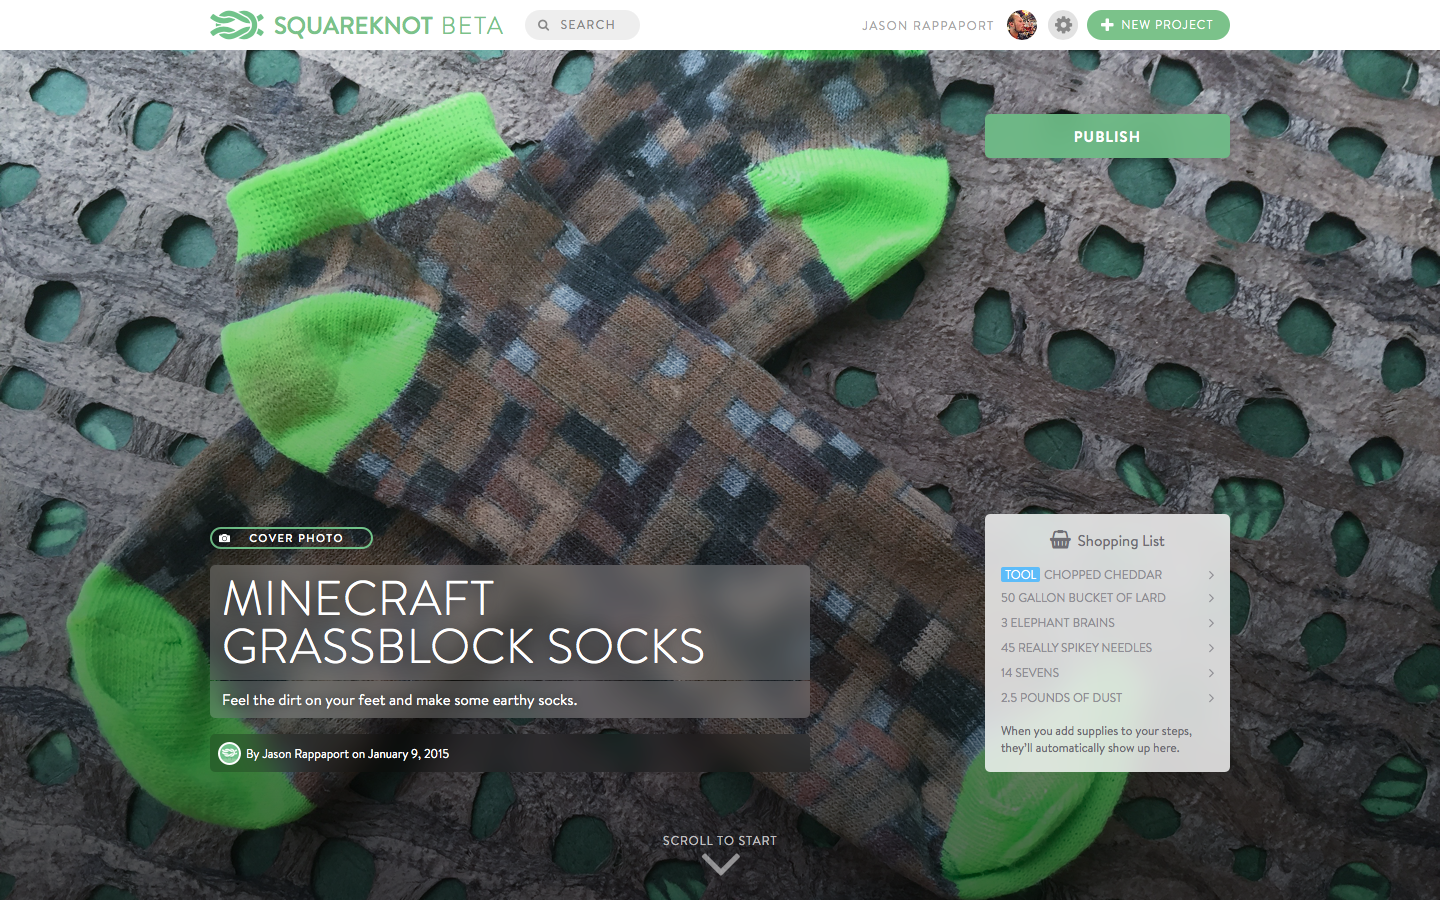 SQUAREKNOT BETA
SEARCH
JASON RAPPAPORT
NEW PROJECT
PUBLISH
COVER PHOTO
MINECRAFT
GRASSBLOCK SOCKS
Feel the dirt on your feet and make some earthy socks.
By Jason Rappaport on January 9, 2015
Shopping List
TOOL CHOPPED CHEDDAR
50 GALLON BUCKET OF LARD
3 ELEPHANT BRAINS
45 REALLY SPIKEY NEEDLES
14 SEVENS
2.5 POUNDS OF DUST
When you add supplies to your steps,
they'll automatically show up here.
SCROLL TO START